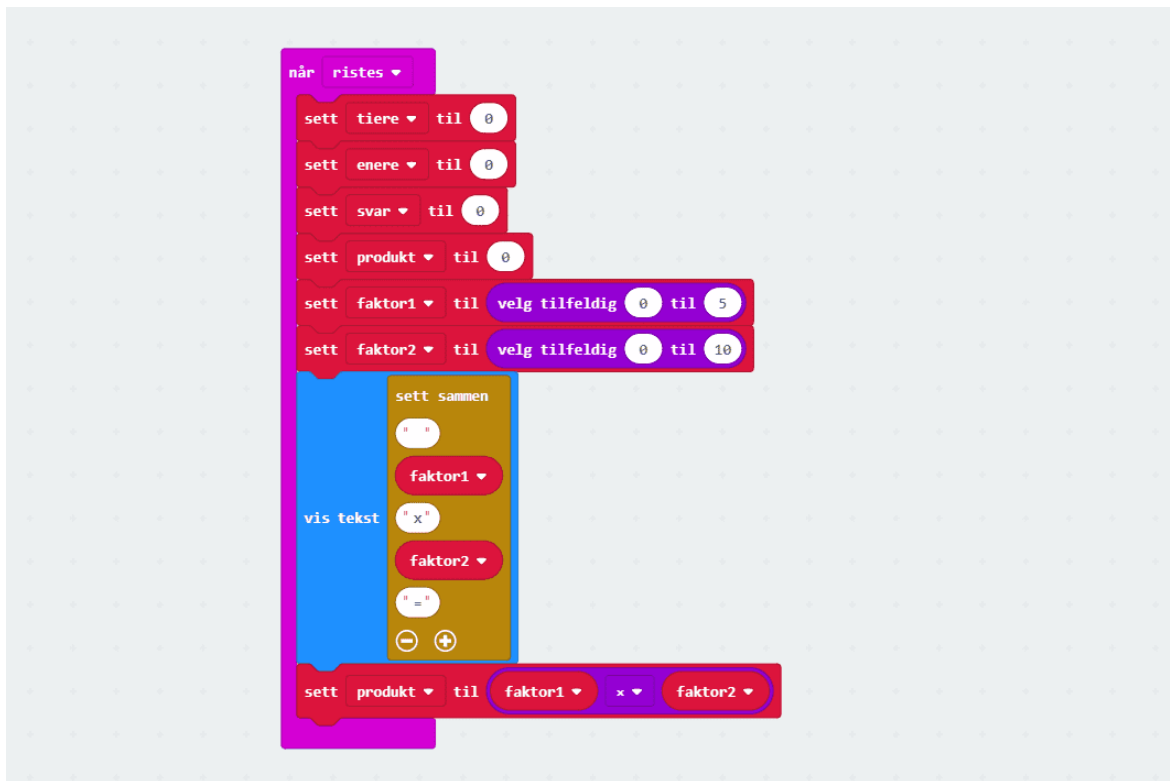 når ristes
sett tiere til 0
sett enere til 0
sett svar til 0
sett produkt til 0
sett faktor1 til velg tilfeldig 0 til 5
sett faktor2 til velg tilfeldig 0 til 10
sett sammen
" "
faktor1
vis tekst "x"
faktor2
"="
sett produkt til faktor1 x faktor2